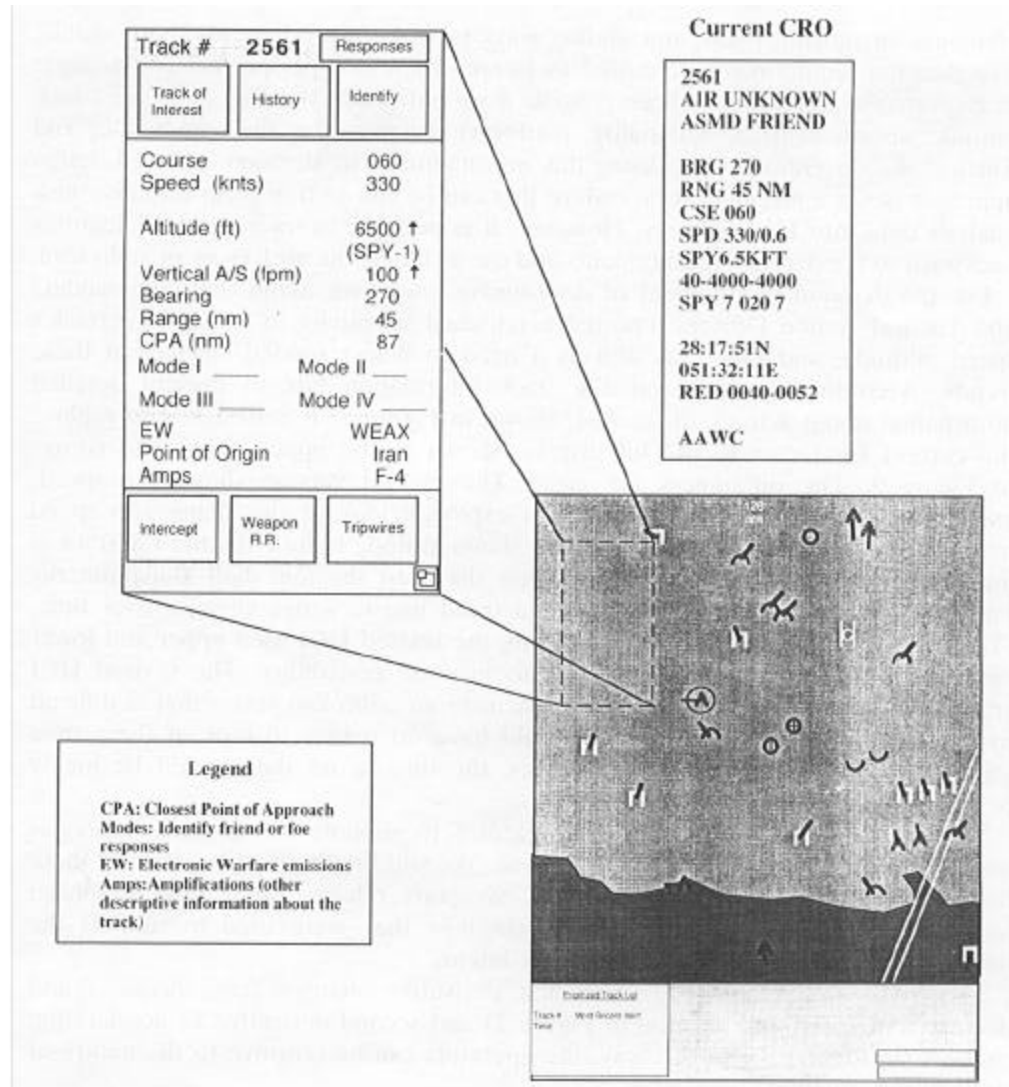 Current CRO
Track # 2561 Responses
Track of Interest History Identify
Course 060
Speed (knts) 330
Altitude (ft) 6500 ↑
(SPY-1)
Vertical A/S (fpm) 100 ↑
Bearing 270
Range (nm) 45
CPA (nm) 87
Mode I ____ Mode II ___
Mode III Mode IV
EW WEAX
Point of Origin Iran
Amps F-4
Intercept Weapon R.R. Tripwires
2561
AIR UNKNOWN
ASMD FRIEND
BRG 270
RNG 45 NM
CSE 060
SPD 330/0.6
SPY6.5KFT
40-4000-4000
SPY 7 020 7
28:17:51N
051:32:11E
RED 0040.0052
AAWC
A
Legend
CPA: Closest Point of Approach
Modes: Identify friend or foe
responses
EW: Electronic Warfare emissions
Amps:Amplifications (other
descriptive information about the
track)
Track #